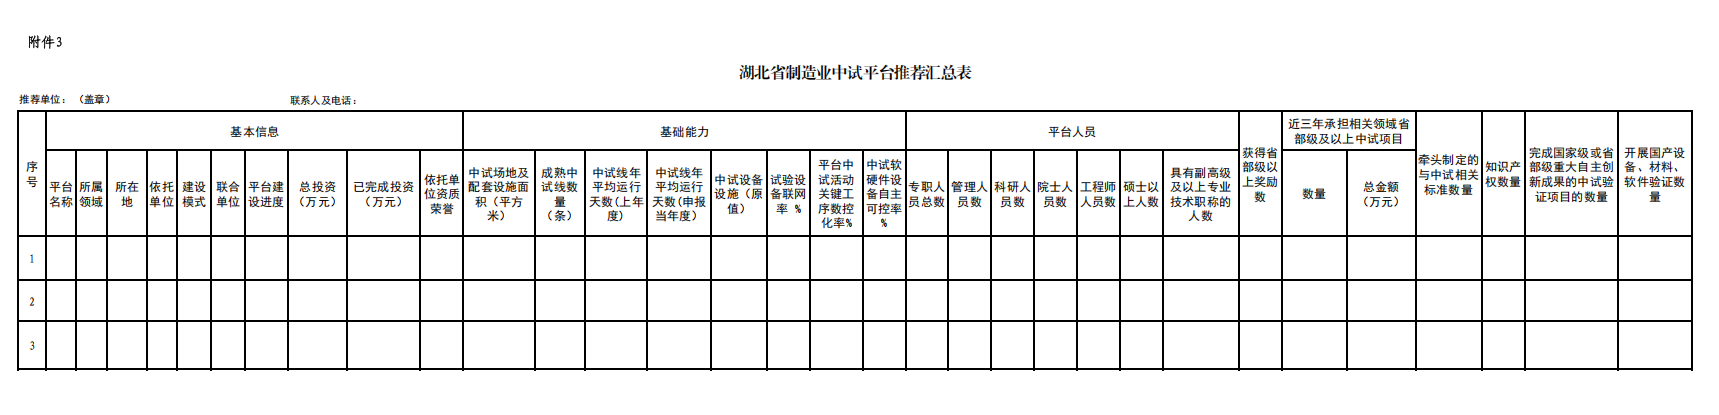 附件3
湖北省制造业中试平台推荐汇总表
推荐单位：（盖章）
联系人及电话：
序
号
基本信息
基础能力
平台人员
获得省
部级以
上奖励
数
近三年承担相关领域省
部级及以上中试项目
牵头制定的
与中试相关
标准数量
知识产
权数量
完成国家级或省
部级重大自主创
新成果的中试验
证项目的数量
开展国产设
备、材料、
软件验证数
量
平台
名称
所属
领域
所在
地
依托
单位
建设
模式
联合
单位
平台建
设进度
总投资
（万元）
已完成投资
（万元）
依托单
位资质
荣誉
中试场地及
配套设施面
积（平方
米）
成熟中
试线数
量
（条）
中试线年
平均运行
天数(上年
度)
中试线年
平均运行
天数(申报
当年度)
中试设备
设施（原
值）
试验设
备联网
率 %
平台中
试活动
关键工
序数控
化率%
中试软
硬件设
备自主
可控率
%
专职人
员总数
管理人
员数
科研人
员数
院士人
员数
工程师
人员数
硕士以
上人数
具有副高级
及以上专业
技术职称的
人数
数量
总金额
（万元）
1
2
3